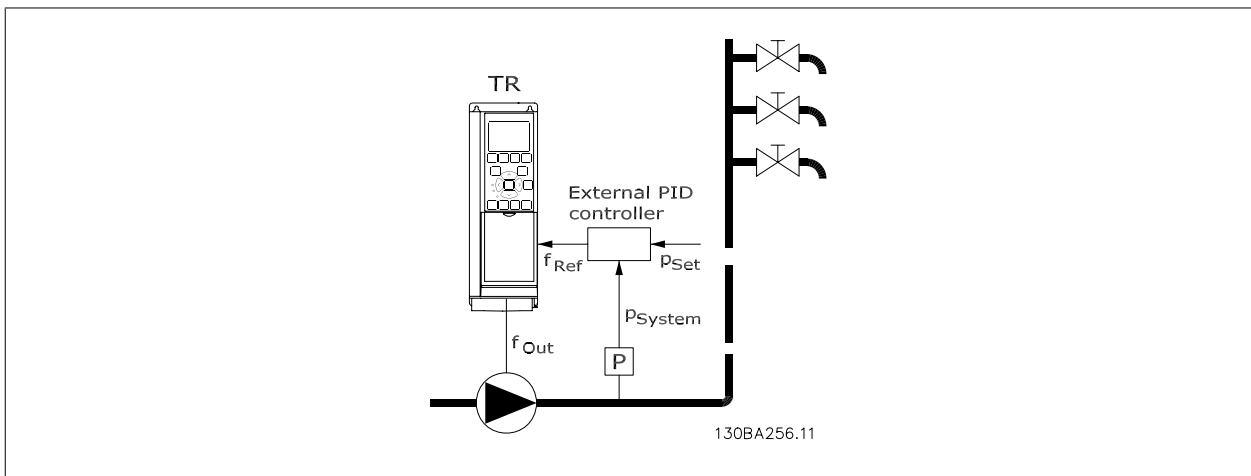 TR
External PID
controller
fRef
pSet
pSystem
fOut
P
130BA256.11